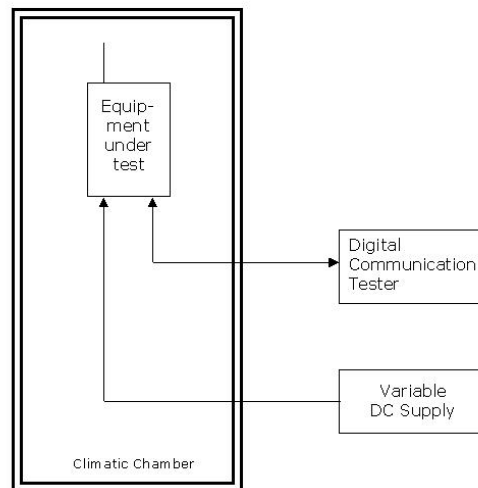 Equip-
ment
under
test
Digital
Communication
Tester
Variable
DC Supply
Climatic Chamber